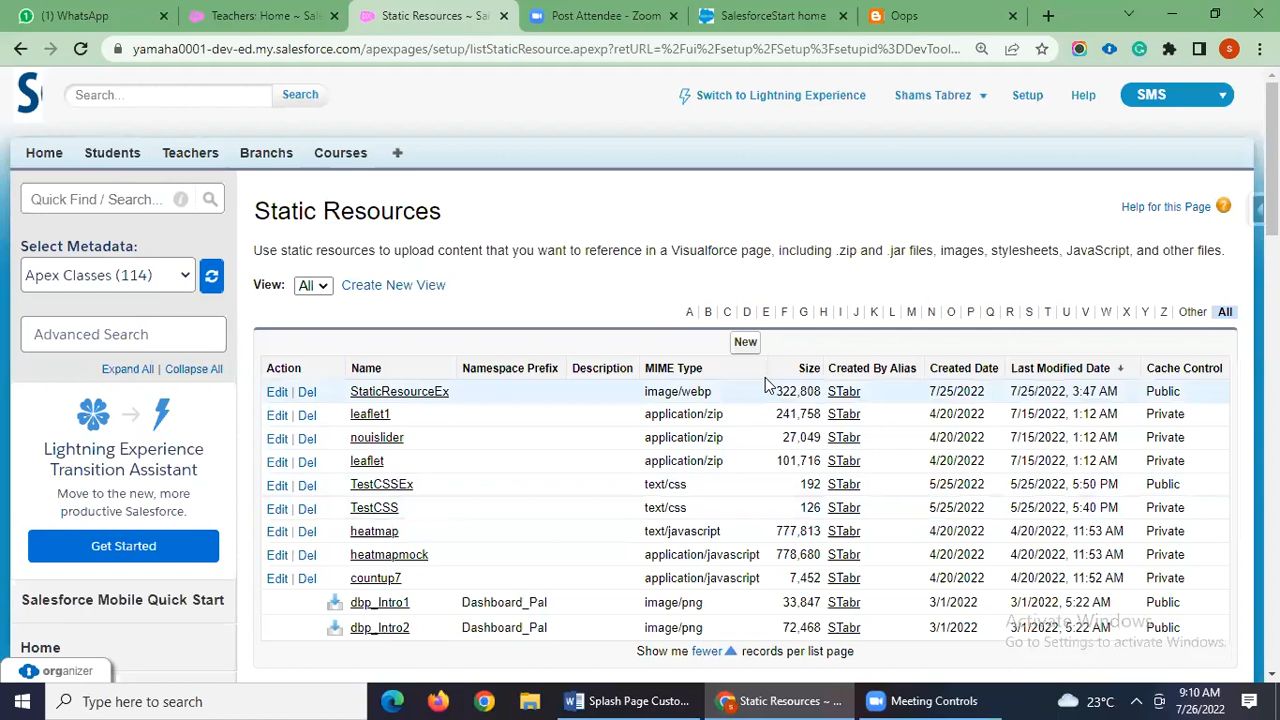 (1) WhatsApp
Teachers: Home ~ Salesf
Static Resources ~ Sal
Post Attendee - Zoom
SalesforceStart home
Oops
yamaha0001-dev-ed.my.salesforce.com/apexpages/setup/listStaticResource.apexp?retURL=%2Fui%2Fsetup%2FSetup%3Fsetupid%3DDevTool...
S
Search...
Search
Switch to Lightning Experience
Shams Tabrez
Setup
Help
SMS
Home
Students
Teachers
Branchs
Courses
Quick Find / Search...
Select Metadata:
Apex Classes (114)
Advanced Search
Expand All | Collapse All
Lightning Experience
Transition Assistant
Move to the new, more
productive Salesforce.
Get Started
Salesforce Mobile Quick Start
Home
organizer
Static Resources
Help for this Page
Use static resources to upload content that you want to reference in a Visualforce page, including .zip and .jar files, images, stylesheets, JavaScript, and other files.
View: All Create New View
A | B | C | D | E | F | G | H | I | J | K | L | M | N | O | P | Q | R | S | T | U | V | W | X | Y | Z | Other All
New
Action Name Namespace Prefix Description MIME Type Size Created By Alias Created Date Last Modified Date Cache Control
Edit | Del StaticResourceEx image/webp 322,808 STabr 7/25/2022 7/25/2022, 3:47 AM Public
Edit | Del leaflet1 application/zip 241,758 STabr 4/20/2022 7/15/2022, 1:12 AM Private
Edit | Del nouislider application/zip 27,049 STabr 4/20/2022 7/15/2022, 1:12 AM Private
Edit | Del leaflet application/zip 101,716 STabr 4/20/2022 7/15/2022, 1:12 AM Private
Edit | Del TestCSSEx text/css 192 STabr 5/25/2022 5/25/2022, 5:50 PM Public
Edit | Del TestCSS text/css 126 STabr 5/25/2022 5/25/2022, 5:40 PM Private
Edit | Del heatmap text/javascript 777,813 STabr 4/20/2022 4/20/2022, 11:53 AM Private
Edit | Del heatmapmock application/javascript 778,680 STabr 4/20/2022 4/20/2022, 11:53 AM Private
Edit | Del countup7 application/javascript 7,452 STabr 4/20/2022 4/20/2022, 11:52 AM Private
dbp_Intro1 Dashboard_Pal image/png 33,847 STabr 3/1/2022 3/1/2022, 5:22 AM Public
dbp_Intro2 Dashboard_Pal image/png 72,468 STabr 3/1/2022 3/1/2022, 5:22 AM Public
Show me fewer records per list page
Activate Windows
Go to Settings to activate Windows.
Type here to search
Splash Page Custo...
Static Resources ~ ...
Meeting Controls
23°C
9:10 AM
7/26/2022